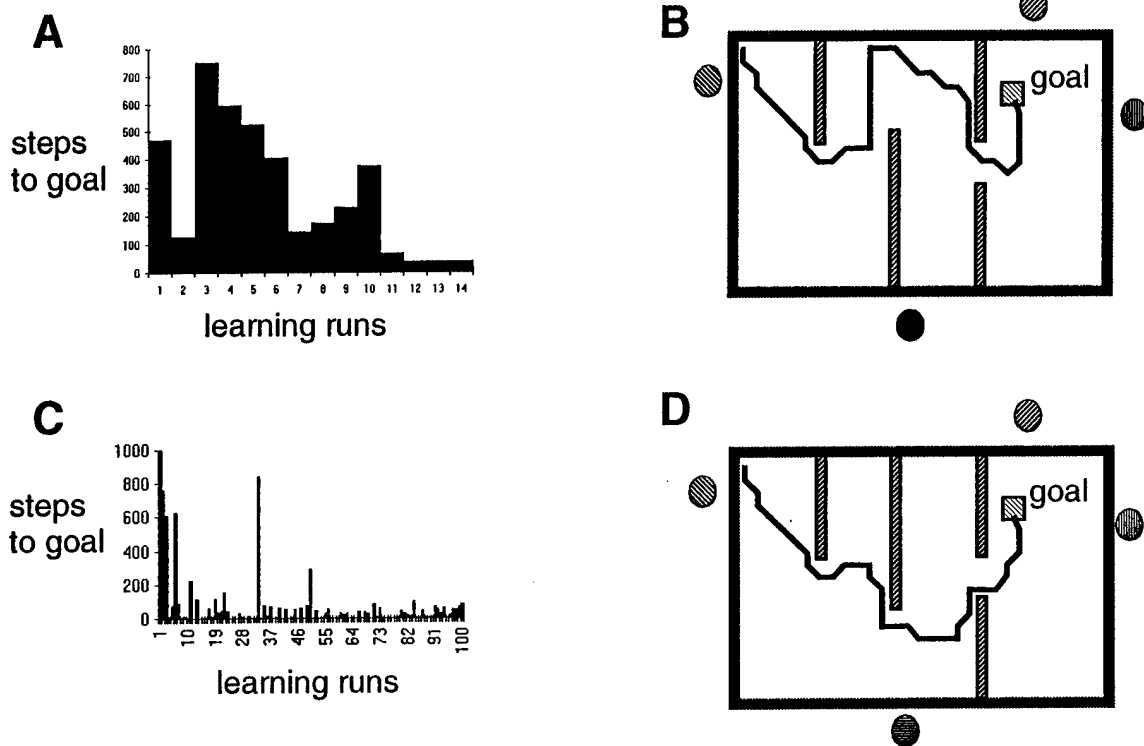 A
800
700
600
500
400
300
200
100
0
steps
to goal
1 2 3 4 5 6 7 8 9 10 11 12 13 14
learning runs
B
goal
C
1000
800
600
400
200
0
steps
to goal
1 10 19 28 37 46 55 64 73 82 91 100
learning runs
D
goal